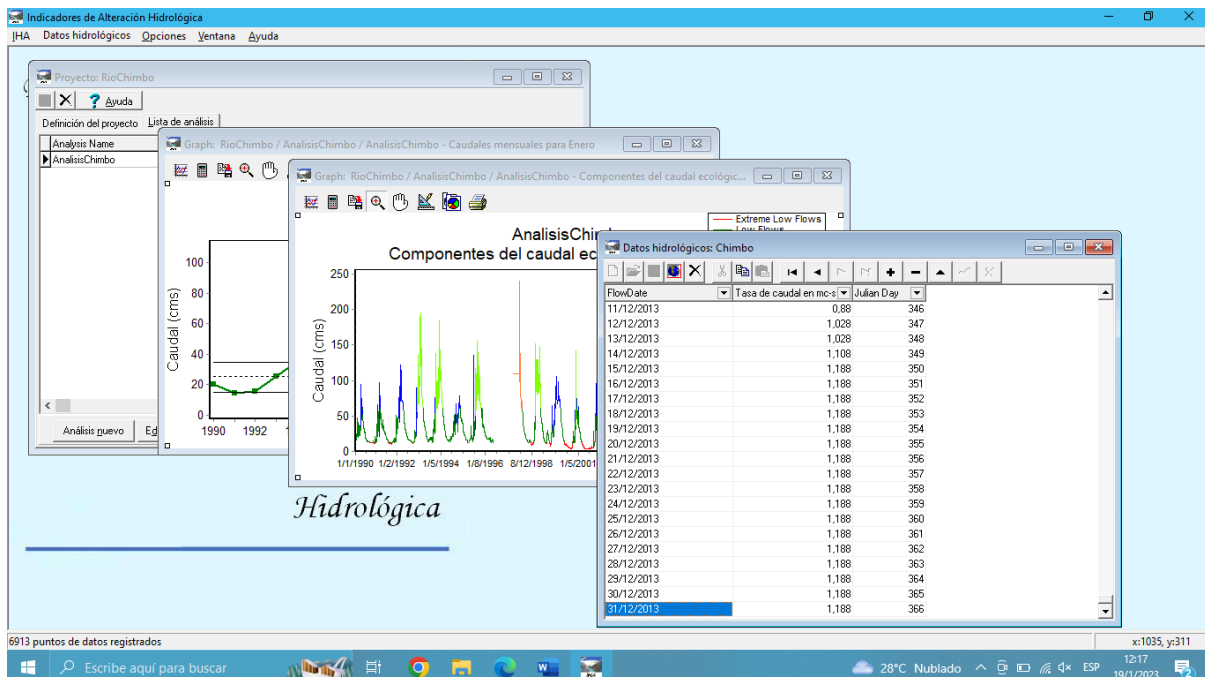 Indicadores de Alteración Hidrológica
IHA Datos hidrológicos Opciones Ventana Ayuda
Proyecto: RioChimbo
Ayuda
Definición del proyecto Lista de análisis
Analysis Name
AnalisisChimbo
Análisis nuevo Ed
Graph: RioChimbo / AnalisisChimbo / AnalisisChimbo - Caudales mensuales para Enero
Caudal (cms)
100
80
60
40
20
0
1990 1992
Graph: RioChimbo / AnalisisChimbo / AnalisisChimbo - Componentes del caudal ecológic...
Extreme Low Flows
Low Flows
AnalisisChim
Componentes del caudal ec
Caudal (cms)
250
200
150
100
50
0
1/1/1990 1/2/1992 1/5/1994 1/8/1996 8/12/1998 1/5/2001
Datos hidrológicos: Chimbo
FlowDate Tasa de caudal en mc-s Julian Day
11/12/2013 0,88 346
12/12/2013 1,028 347
13/12/2013 1,028 348
14/12/2013 1,108 349
15/12/2013 1,188 350
16/12/2013 1,188 351
17/12/2013 1,188 352
18/12/2013 1,188 353
19/12/2013 1,188 354
20/12/2013 1,188 355
21/12/2013 1,188 356
22/12/2013 1,188 357
23/12/2013 1,188 358
24/12/2013 1,188 359
25/12/2013 1,188 360
26/12/2013 1,188 361
27/12/2013 1,188 362
28/12/2013 1,188 363
29/12/2013 1,188 364
30/12/2013 1,188 365
31/12/2013 1,188 366
Hidrológica
6913 puntos de datos registrados
x:1035, y:311
Escribe aquí para buscar
28°C Nublado
ESP
12:17
19/1/2023